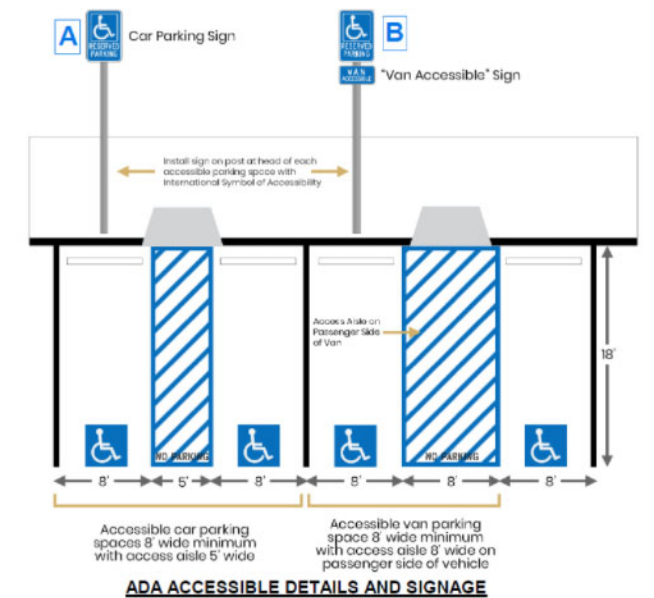 A
RESERVED
PARKING
Car Parking Sign
RESERVED
PARKING
B
VAN
ACCESSIBLE
"Van Accessible" Sign
Install sign on post at head of each
accessible parking space with
International Symbol of Accessibility
Access Aisle on
Passenger Side
of Van
18'
NO PARKING
NO PARKING
8'
5'
8'
8'
8'
8'
Accessible car parking
spaces 8' wide minimum
with access aisle 5' wide
Accessible van parking
space 8' wide minimum
with access aisle 8' wide on
passenger side of vehicle
ADA ACCESSIBLE DETAILS AND SIGNAGE